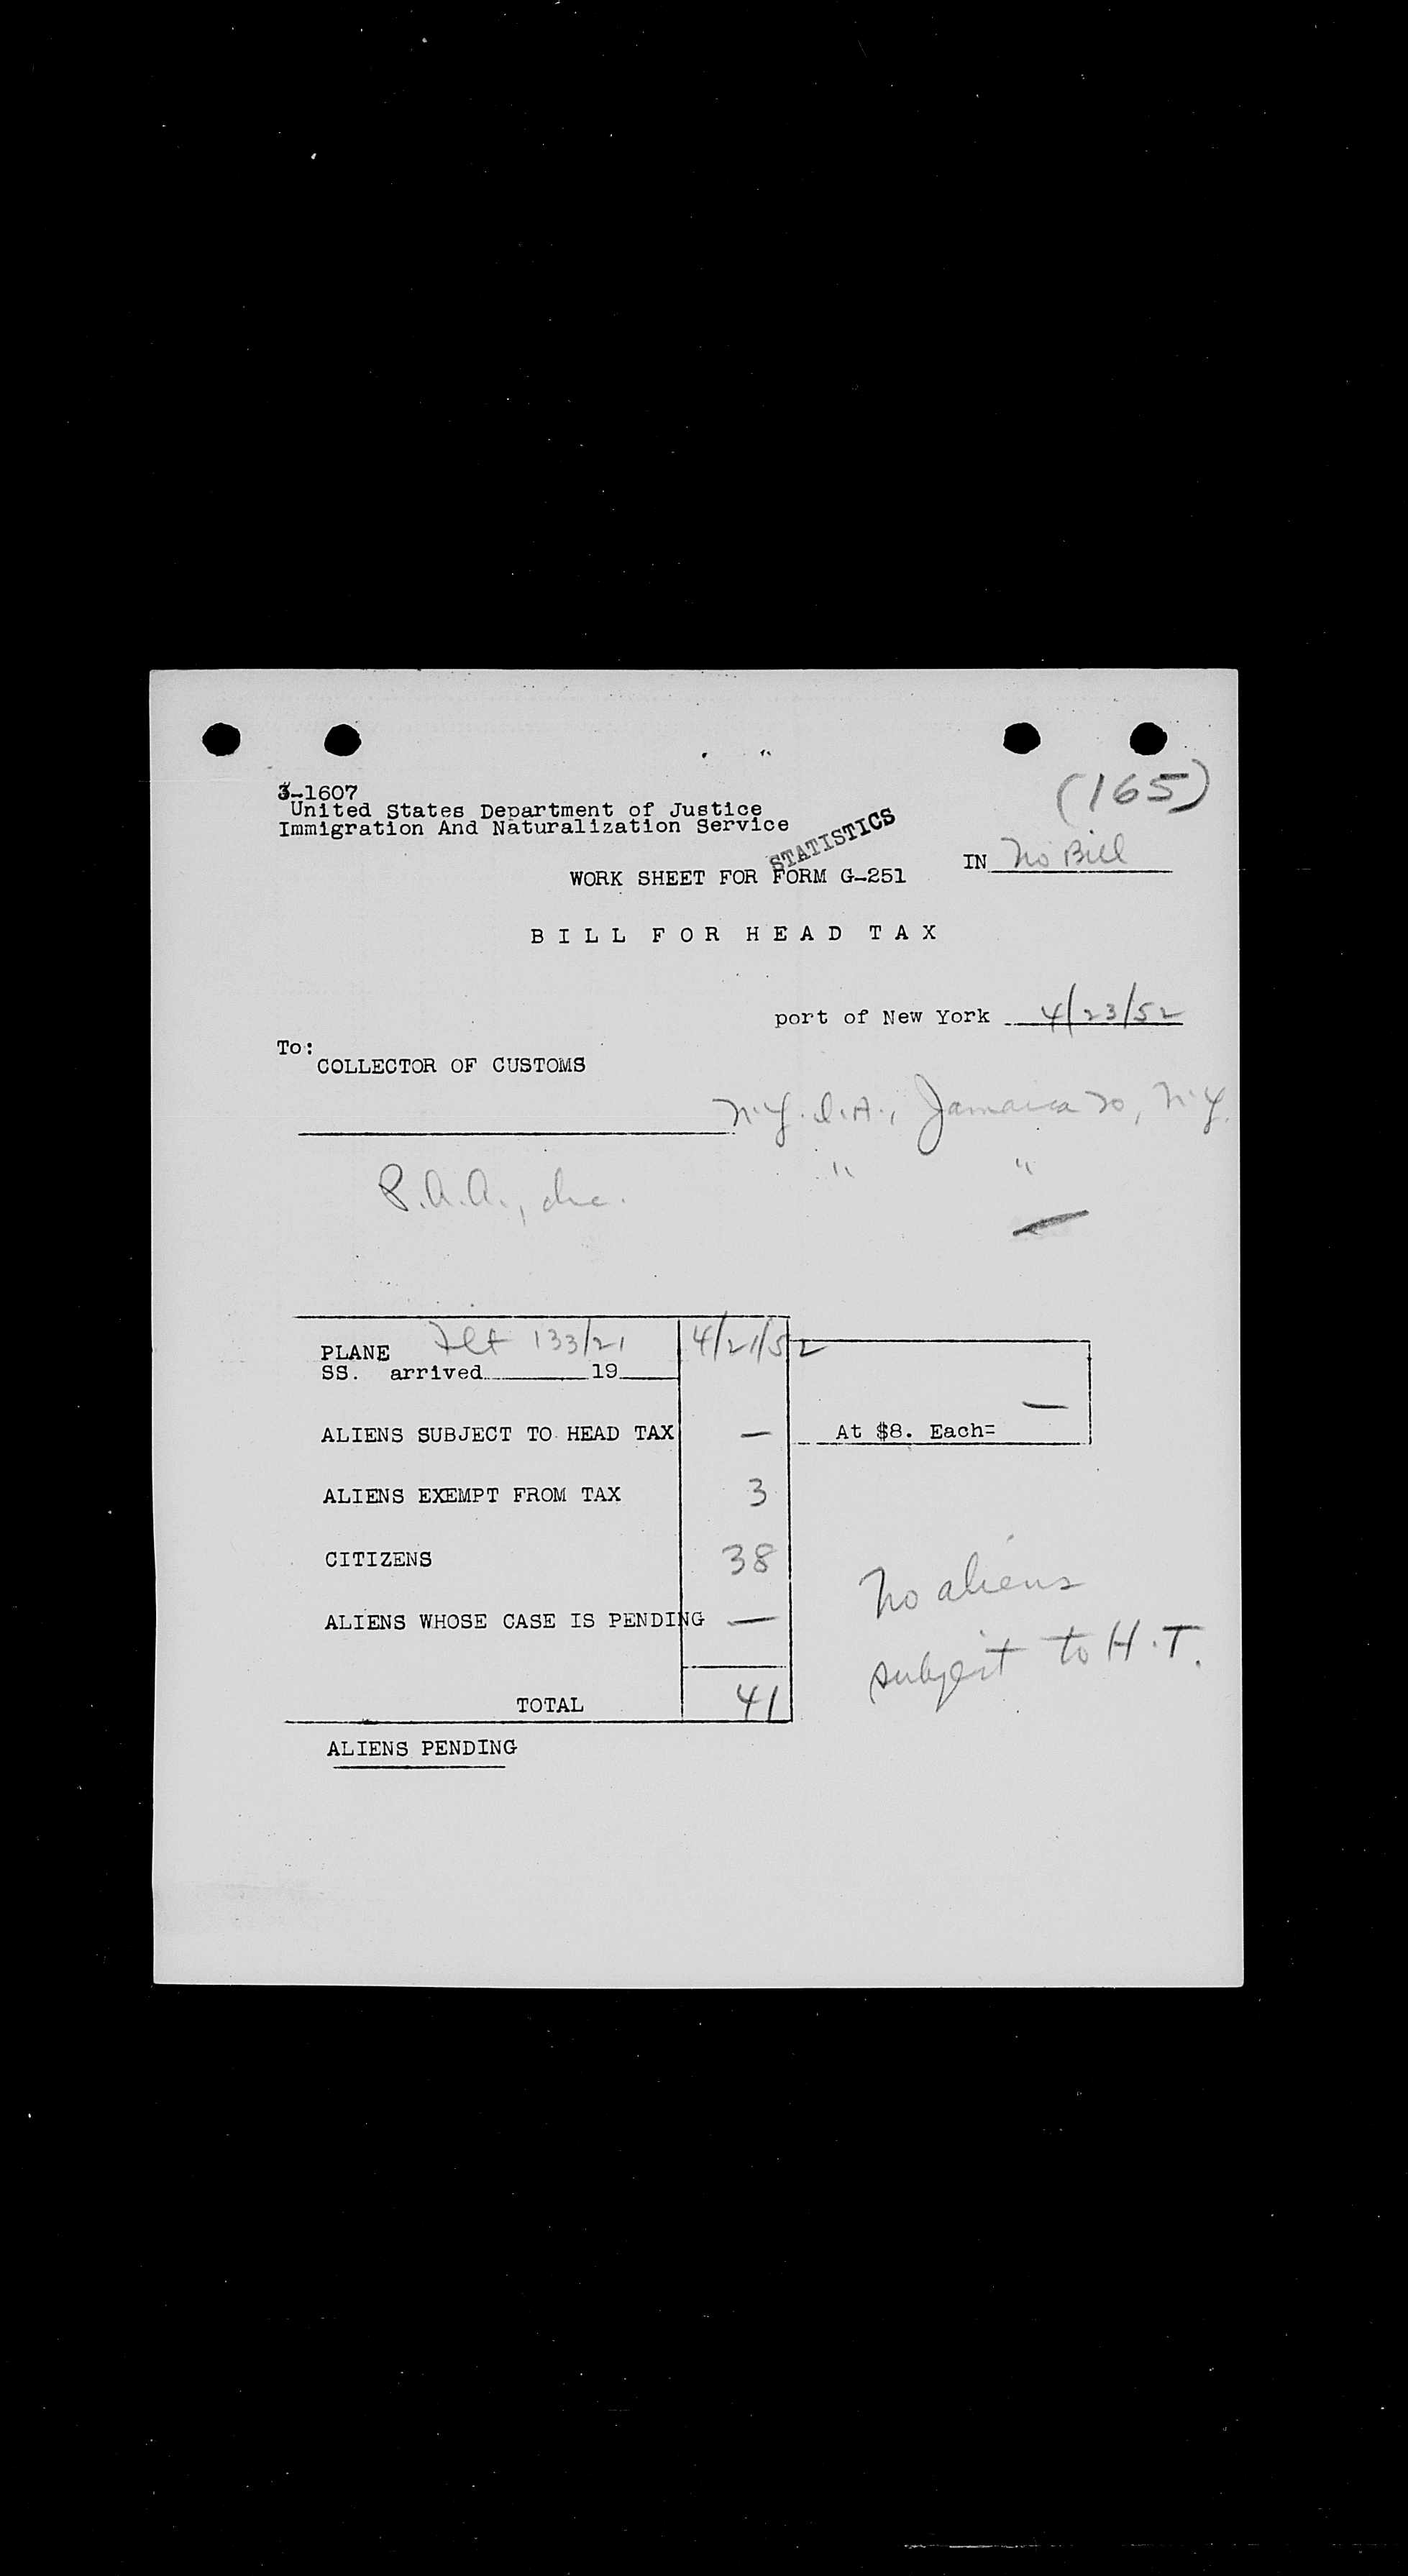 (165)
3-1607
United States Department of Justice
Immigration And Naturalization Service
STATISTICS
IN No Bill
WORK SHEET FOR FORM G-251
BILL FOR HEAD TAX
port of New York 4/23/52
To:
COLLECTOR OF CUSTOMS
N.Y.I.A., Jamaica 20, N.Y.
P.A.A., Inc. " "
—
PLANE Flt 133/21 4/21/52
SS. arrived 19
—
ALIENS SUBJECT TO HEAD TAX — At $8. Each=
ALIENS EXEMPT FROM TAX 3
CITIZENS 38
No aliens
ALIENS WHOSE CASE IS PENDING —
subject to H.T.
TOTAL 41
ALIENS PENDING